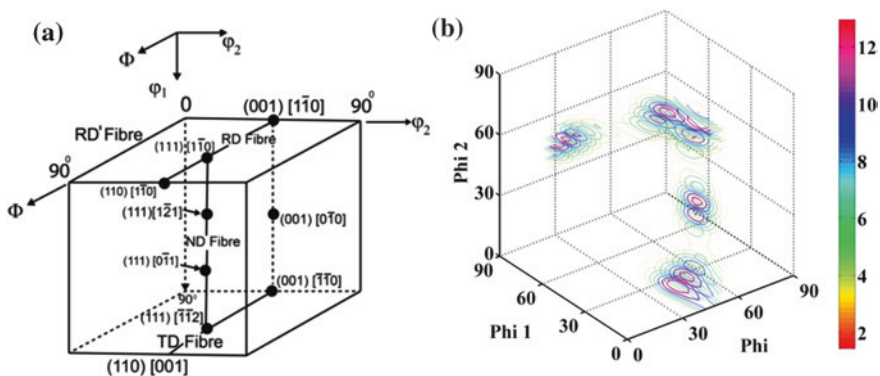 (a)
Φ
φ2
φ1
0
(001) [11̄0]
90°
φ2
RD' Fibre
RD Fibre
(111) [11̄0]
90°
Φ
(110) [11̄0]
(111)[12̄1]
(001) [01̄0]
ND Fibre
(111) [01̄1]
90°
(001) [1̄1̄0]
(111) [1̄1̄2]
TD Fibre
(110) [001]
(b)
90
60
30
0
Phi 2
90
60
30
0
Phi 1
0
30
60
90
Phi
12
10
8
6
4
2